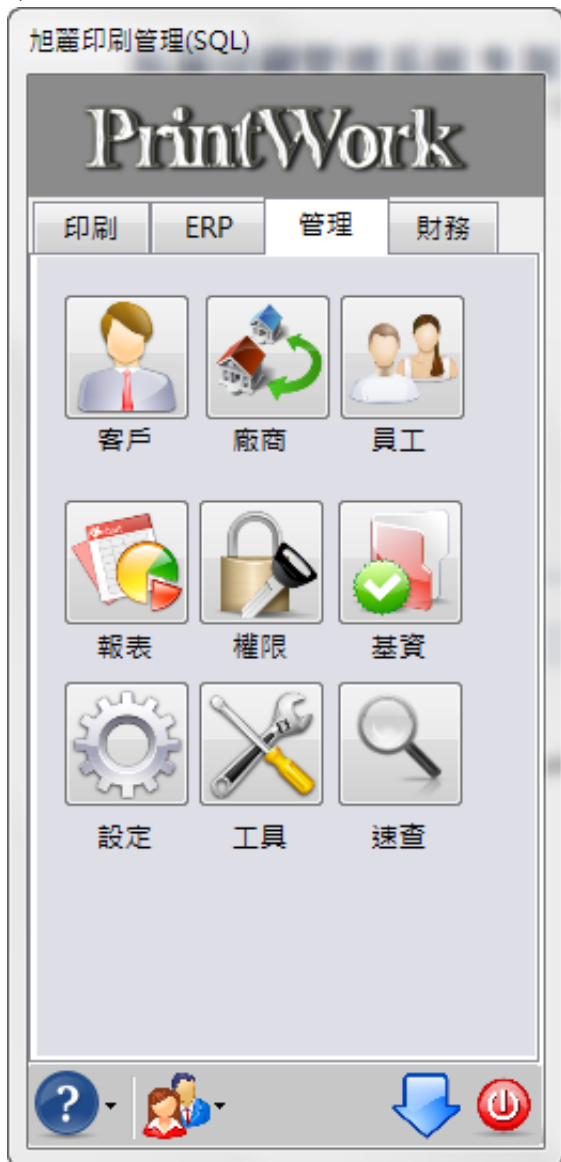 旭麗印刷管理(SQL)
PrintWork
印刷 ERP 管理 財務
客戶 廠商 員工
報表 權限 基資
設定 工具 速查